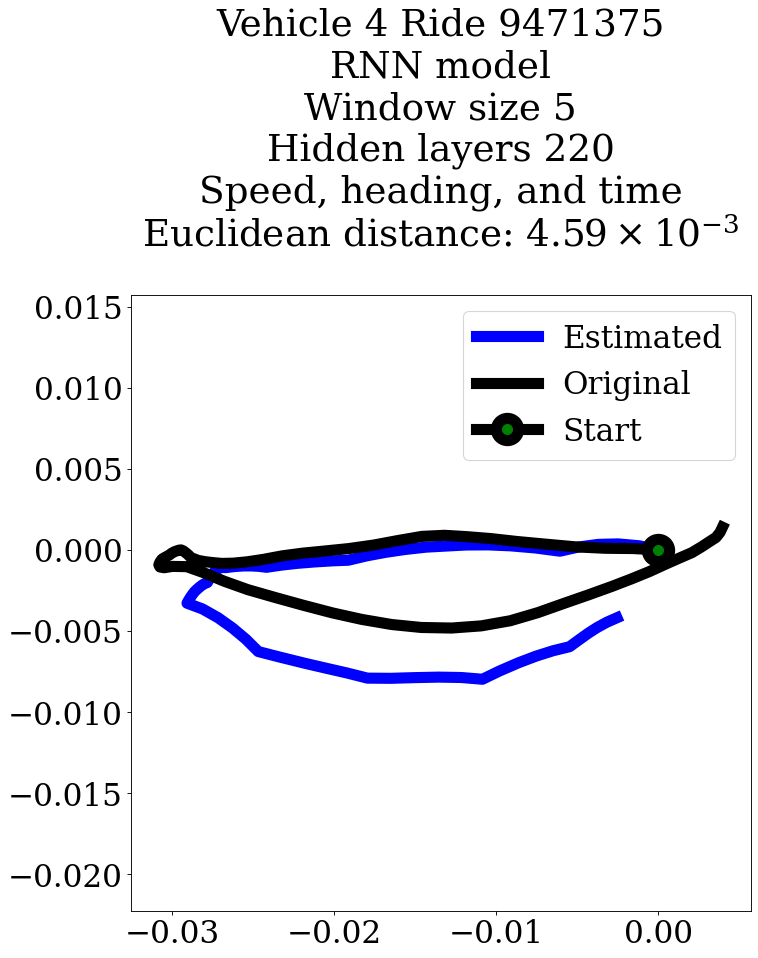 Vehicle 4 Ride 9471375
RNN model
Window size 5
Hidden layers 220
Speed, heading, and time
Euclidean distance: 4.59 × 10⁻³
0.015
0.010
0.005
0.000
−0.005
−0.010
−0.015
−0.020
Estimated
Original
Start
−0.03 −0.02 −0.01 0.00